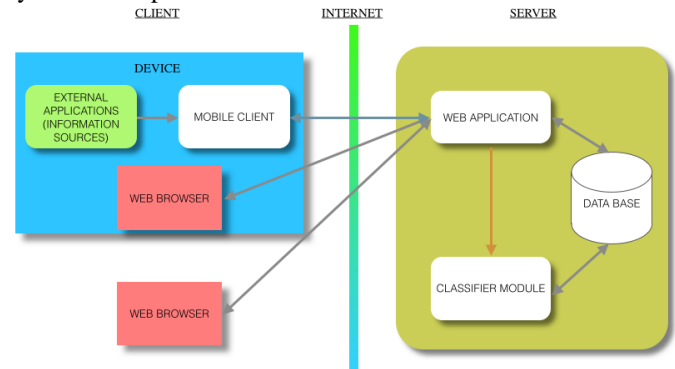 CLIENT
INTERNET
SERVER
DEVICE
EXTERNAL
APPLICATIONS
(INFORMATION
SOURCES)
MOBILE CLIENT
WEB APPLICATION
WEB BROWSER
DATA BASE
CLASSIFIER MODULE
WEB BROWSER